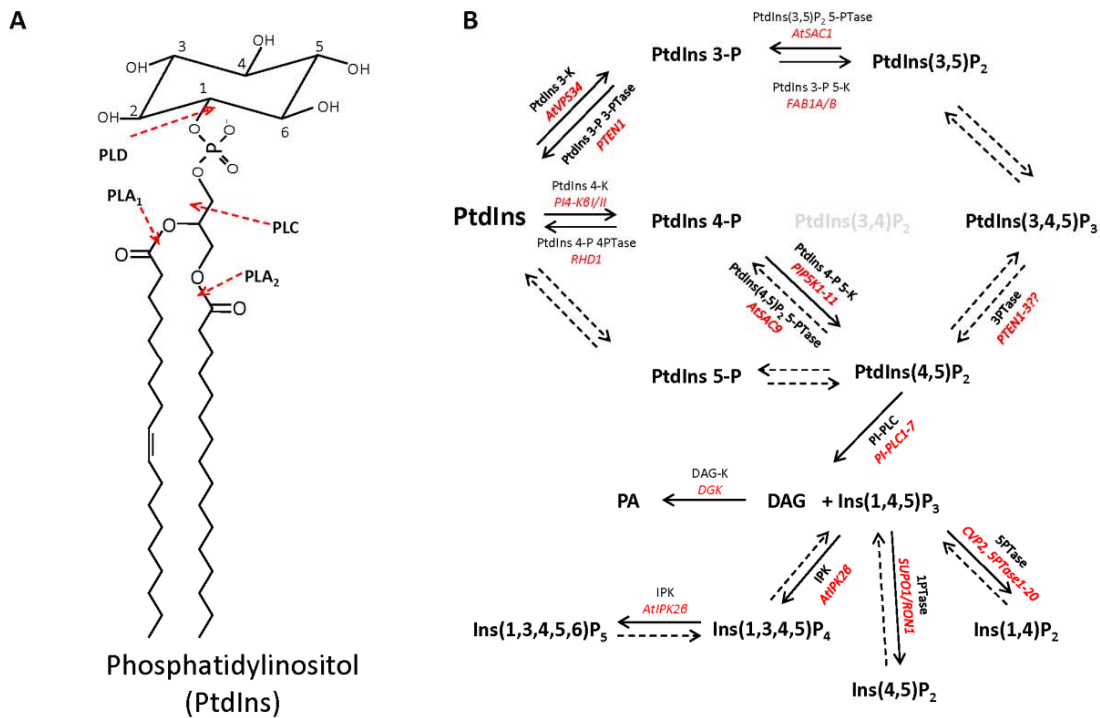 A
OH
3
OH
5
OH
4
OH
1
OH
2
OH
6
O
O-
P
O
O
PLD
PLA1
O
PLC
O
O
PLA2
O
Phosphatidylinositol
(PtdIns)
B
PtdIns(3,5)P2 5-PTase
AtSAC1
PtdIns 3-P
PtdIns(3,5)P2
PtdIns 3-P 5-K
FAB1A/B
PtdIns 3-K
AtVPS34
PtdIns 3-P 3-PTase
PTEN1
PtdIns 4-K
PI4-Kβ1/II
PtdIns
PtdIns 4-P
PtdIns(3,4)P2
PtdIns(3,4,5)P3
PtdIns 4-P 4PTase
RHD1
PtdIns 4-P 5-K
PIP5K1-11
PtdIns(4,5)P2 5-PTase
AtSAC9
3PTase
PTEN1-3??
PtdIns 5-P
PtdIns(4,5)P2
PI-PLC
PI-PLC1-7
DAG-K
DGK
PA
DAG + Ins(1,4,5)P3
IPK
AtIPK2β
1PTase
SUPO1/RON1
5PTase
CVP2, 5PTase1-20
IPK
AtIPK2β
Ins(1,3,4,5,6)P5
Ins(1,3,4,5)P4
Ins(1,4)P2
Ins(4,5)P2